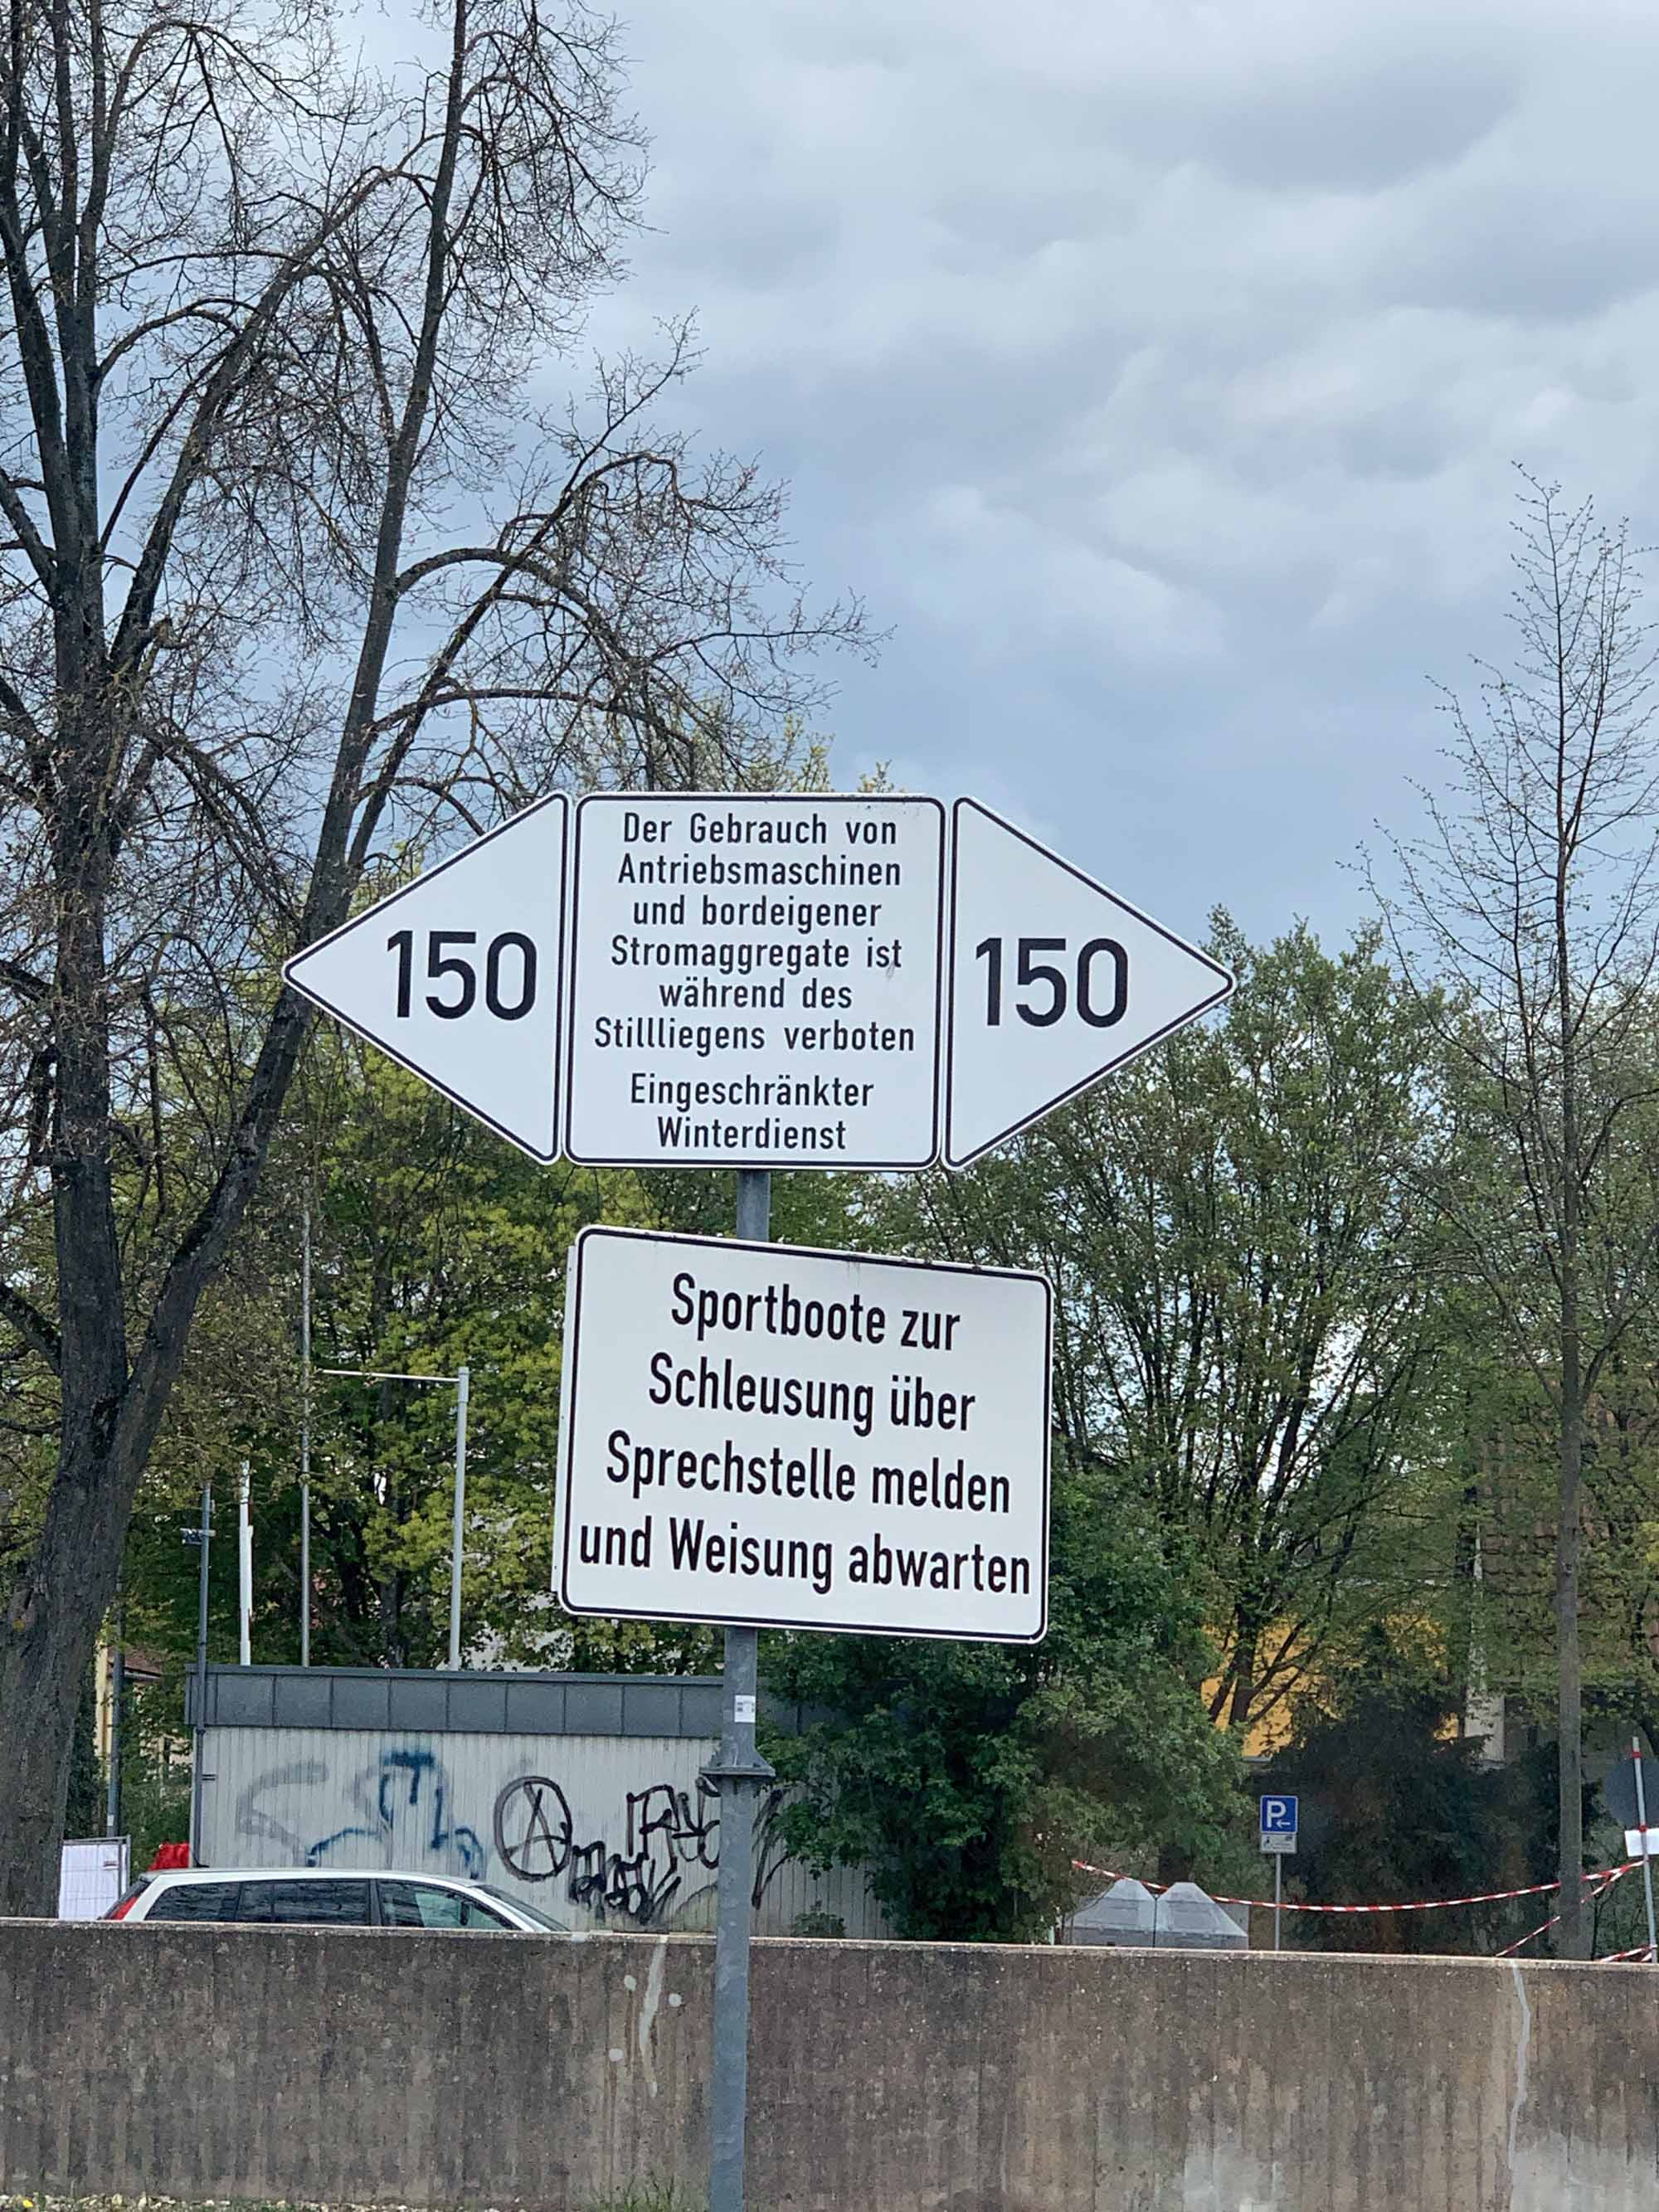 Der Gebrauch von
Antriebsmaschinen
und bordeigener
Stromaggregate ist
während des
Stillliegens verboten
Eingeschränkter
Winterdienst
150
150
Sportboote zur
Schleusung über
Sprechstelle melden
und Weisung abwarten
P